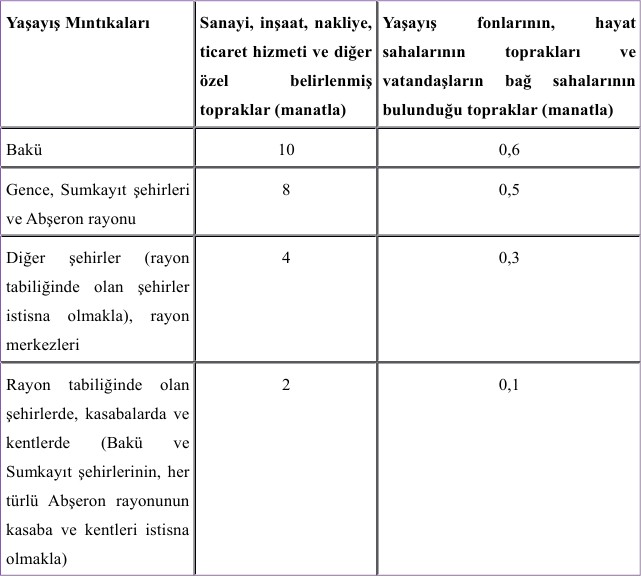 Yaşayış Mıntıkaları
Sanayi, inşaat, nakliye,
ticaret hizmeti ve diğer
özel belirlenmiş
topraklar (manatla)
Yaşayış fonlarının, hayat
sahalarının toprakları ve
vatandaşların bağ sahalarının
bulunduğu topraklar (manatla)
Bakü
10
0,6
Gence, Sumkayıt şehirleri
ve Abşeron rayonu
8
0,5
Diğer şehirler (rayon
tabiliğinde olan şehirler
istisna olmakla), rayon
merkezleri
4
0,3
Rayon tabiliğinde olan
şehirlerde, kasabalarda ve
kentlerde (Bakü ve
Sumkayıt şehirlerinin, her
türlü Abşeron rayonunun
kasaba ve kentleri istisna
olmakla)
2
0,1